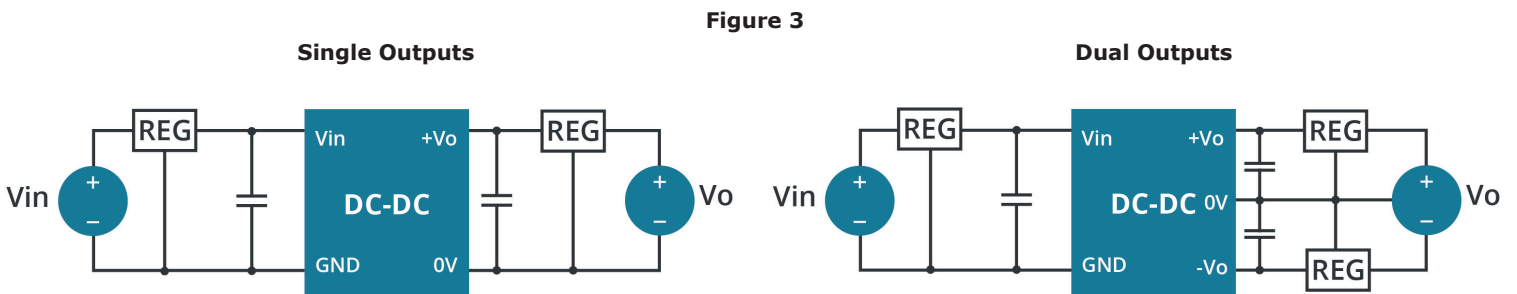 Figure 3
Single Outputs
Dual Outputs
REG
REG
Vin
+Vo
Vin
+
−
DC-DC
+
−
Vo
GND
0V
REG
REG
Vin
+Vo
Vin
+
−
DC-DC
0V
+
−
Vo
GND
-Vo
REG